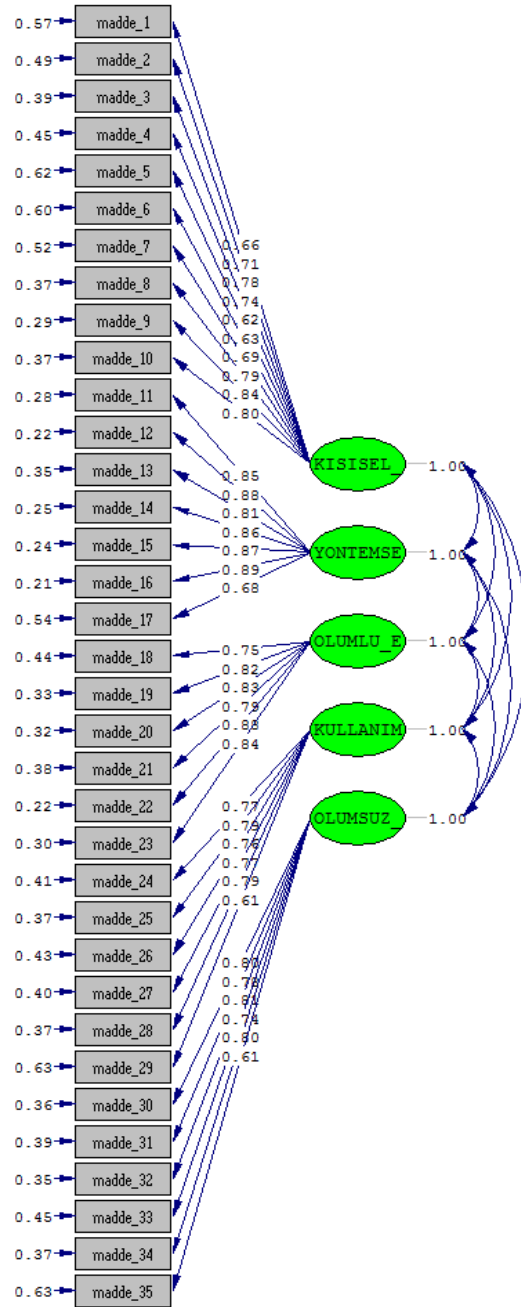 0.57 madde_1
0.49 madde_2
0.39 madde_3
0.45 madde_4
0.62 madde_5
0.60 madde_6
0.52 madde_7
0.37 madde_8
0.29 madde_9
0.37 madde_10
0.28 madde_11
0.22 madde_12
0.35 madde_13
0.25 madde_14
0.24 madde_15
0.21 madde_16
0.54 madde_17
0.44 madde_18
0.33 madde_19
0.32 madde_20
0.38 madde_21
0.22 madde_22
0.30 madde_23
0.41 madde_24
0.37 madde_25
0.43 madde_26
0.40 madde_27
0.37 madde_28
0.63 madde_29
0.36 madde_30
0.39 madde_31
0.35 madde_32
0.45 madde_33
0.37 madde_34
0.63 madde_35
0.66
0.71
0.78
0.74
0.62
0.63
0.69
0.79
0.84
0.80
0.85
0.88
0.81
0.86
0.87
0.89
0.68
0.75
0.82
0.83
0.79
0.88
0.84
0.77
0.79
0.76
0.77
0.79
0.61
0.80
0.78
0.81
0.74
0.80
0.61
KISISEL_ 1.00
YONTEMSE 1.00
OLUMLU_E 1.00
KULLANIM 1.00
OLUMSUZ_ 1.00